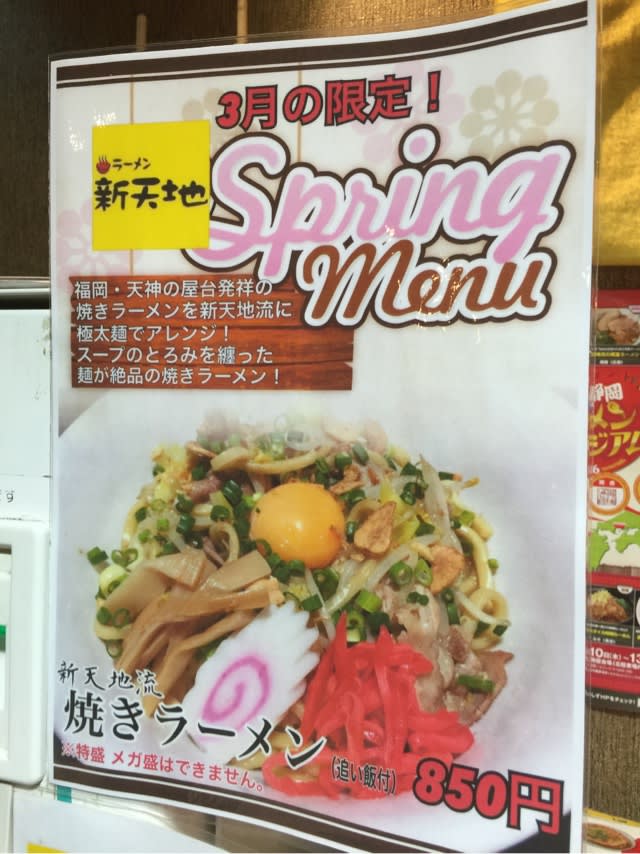 3月の限定！
ラーメン
新天地
Spring
Menu
福岡・天神の屋台発祥の
焼きラーメンを新天地流に
極太麺でアレンジ！
スープのとろみを纏った
麺が絶品の焼きラーメン！
新天地流
焼きラーメン
(追い飯付)
850円
※特盛 メガ盛はできません。
す
静岡